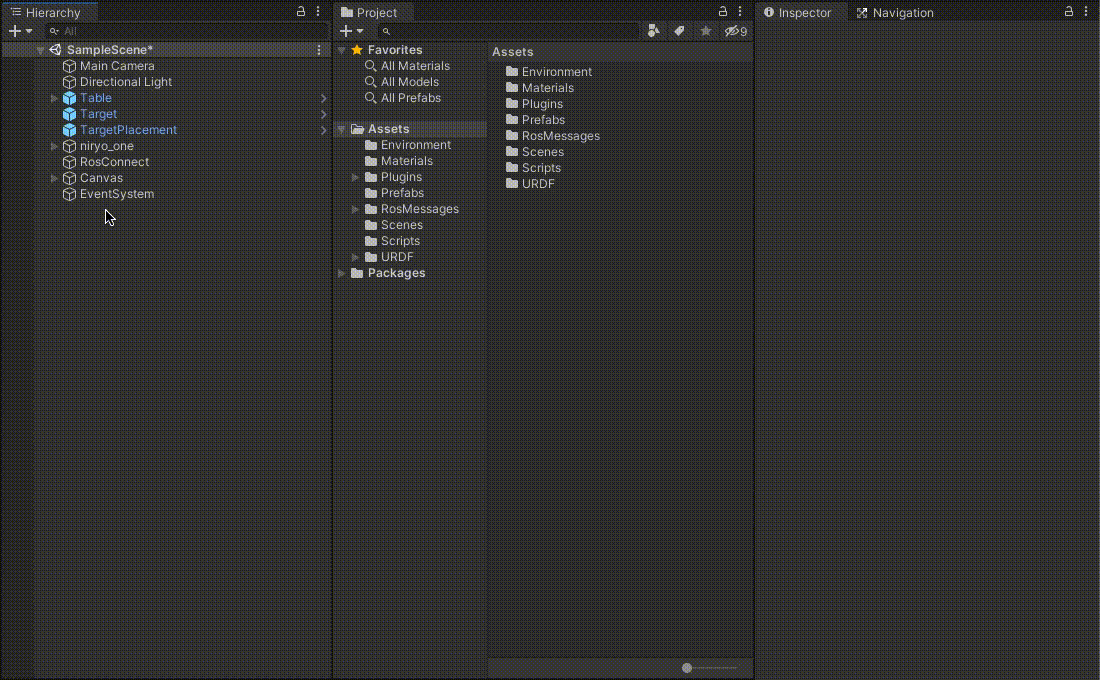 Hierarchy
All
SampleScene*
Main Camera
Directional Light
Table
Target
TargetPlacement
niryo_one
RosConnect
Canvas
EventSystem
Project
9
Favorites
All Materials
All Models
All Prefabs
Assets
Environment
Materials
Plugins
Prefabs
RosMessages
Scenes
Scripts
URDF
Packages
Assets
Environment
Materials
Plugins
Prefabs
RosMessages
Scenes
Scripts
URDF
Inspector
Navigation